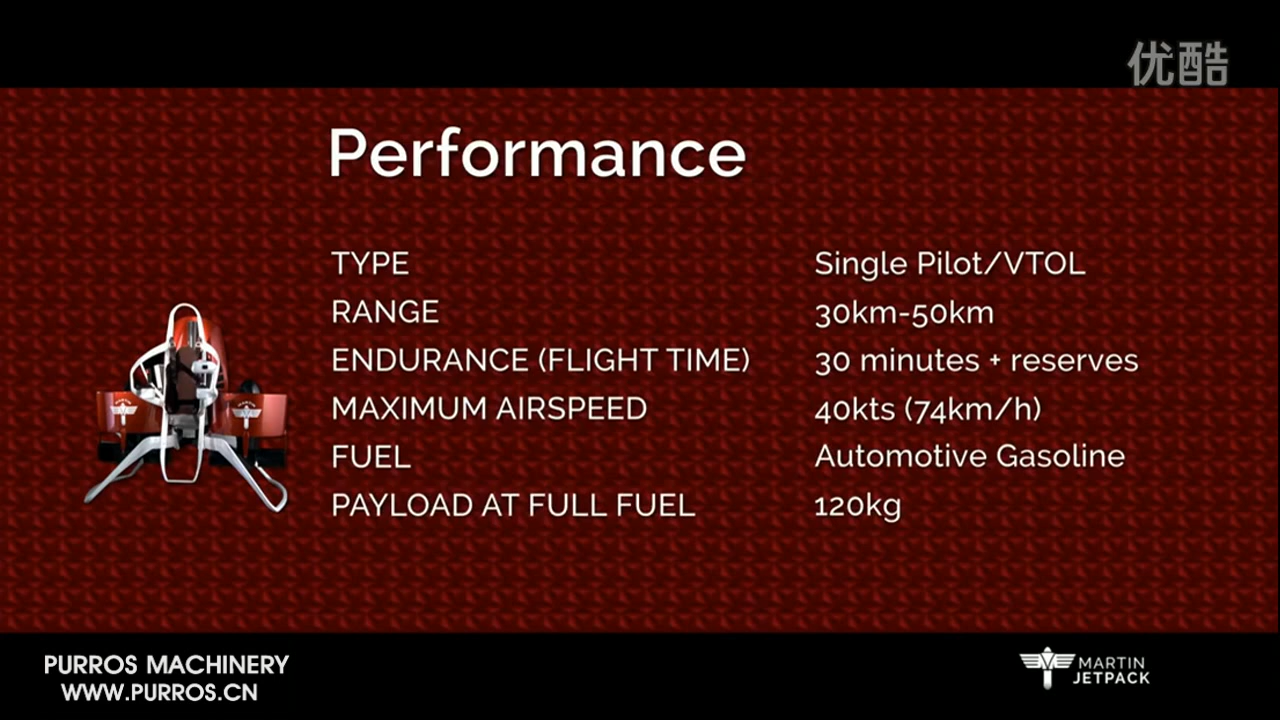 优酷
Performance
TYPE Single Pilot/VTOL
RANGE 30km-50km
ENDURANCE (FLIGHT TIME) 30 minutes + reserves
MAXIMUM AIRSPEED 40kts (74km/h)
FUEL Automotive Gasoline
PAYLOAD AT FULL FUEL 120kg
PURROS MACHINERY
WWW.PURROS.CN
MARTIN
JETPACK